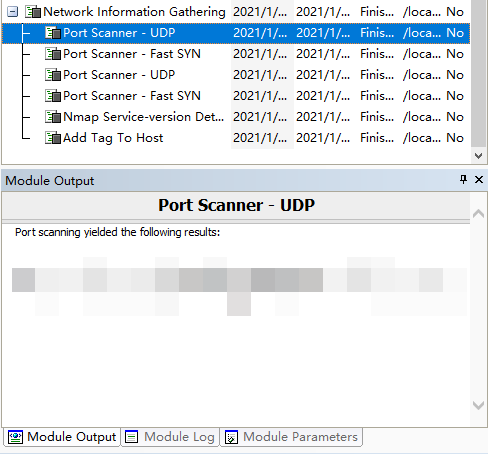 Network Information Gathering 2021/1/... 2021/1/... Finis... /loca... No
Port Scanner - UDP 2021/1/... 2021/1/... Finis... /loca... No
Port Scanner - Fast SYN 2021/1/... 2021/1/... Finis... /loca... No
Port Scanner - UDP 2021/1/... 2021/1/... Finis... /loca... No
Port Scanner - Fast SYN 2021/1/... 2021/1/... Finis... /loca... No
Nmap Service-version Det... 2021/1/... 2021/1/... Finis... /loca... No
Add Tag To Host 2021/1/... 2021/1/... Finis... /loca... No
Module Output
Port Scanner - UDP
Port scanning yielded the following results:
Module Output Module Log Module Parameters